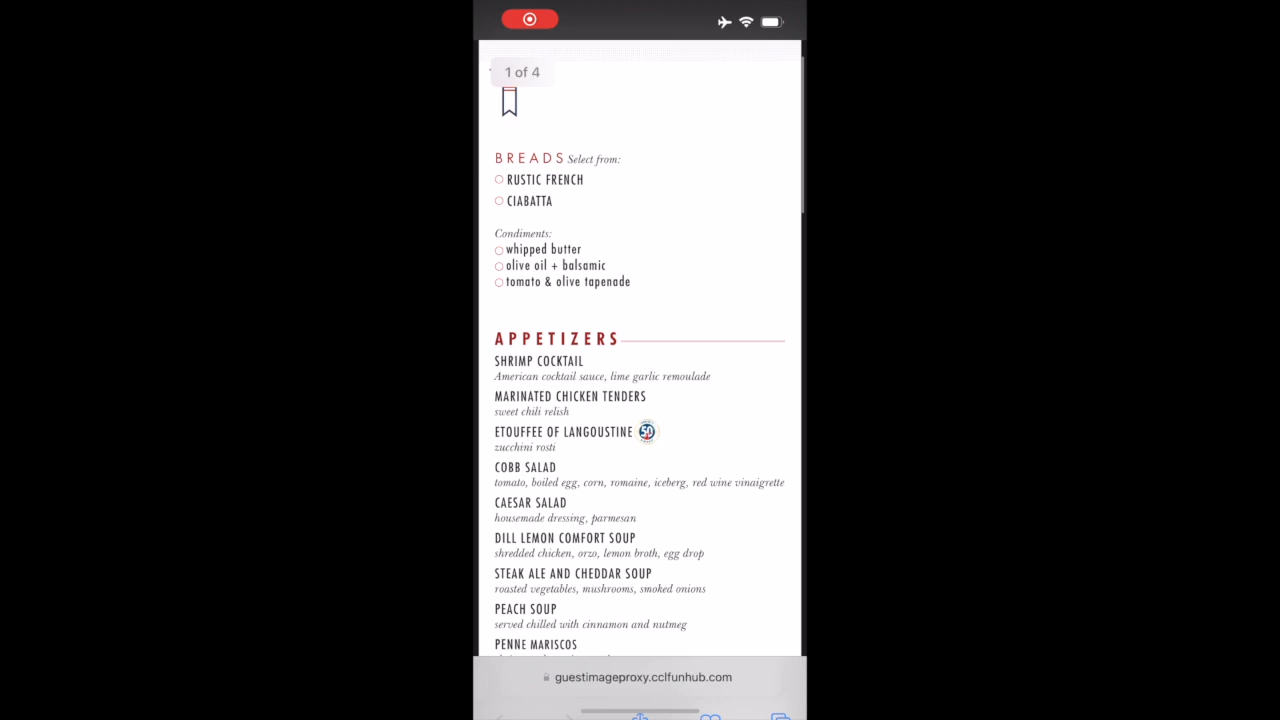 1 of 4
BREADS Select from:
RUSTIC FRENCH
CIABATTA
Condiments:
whipped butter
olive oil + balsamic
tomato & olive tapenade
APPETIZERS
SHRIMP COCKTAIL
American cocktail sauce, lime garlic remoulade
MARINATED CHICKEN TENDERS
sweet chili relish
ETOUFFEE OF LANGOUSTINE 50
zucchini rosti
COBB SALAD
tomato, boiled egg, corn, romaine, iceberg, red wine vinaigrette
CAESAR SALAD
housemade dressing, parmesan
DILL LEMON COMFORT SOUP
shredded chicken, orzo, lemon broth, egg drop
STEAK ALE AND CHEDDAR SOUP
roasted vegetables, mushrooms, smoked onions
PEACH SOUP
served chilled with cinnamon and nutmeg
PENNE MARISCOS
guestimageproxy.cclfunhub.com